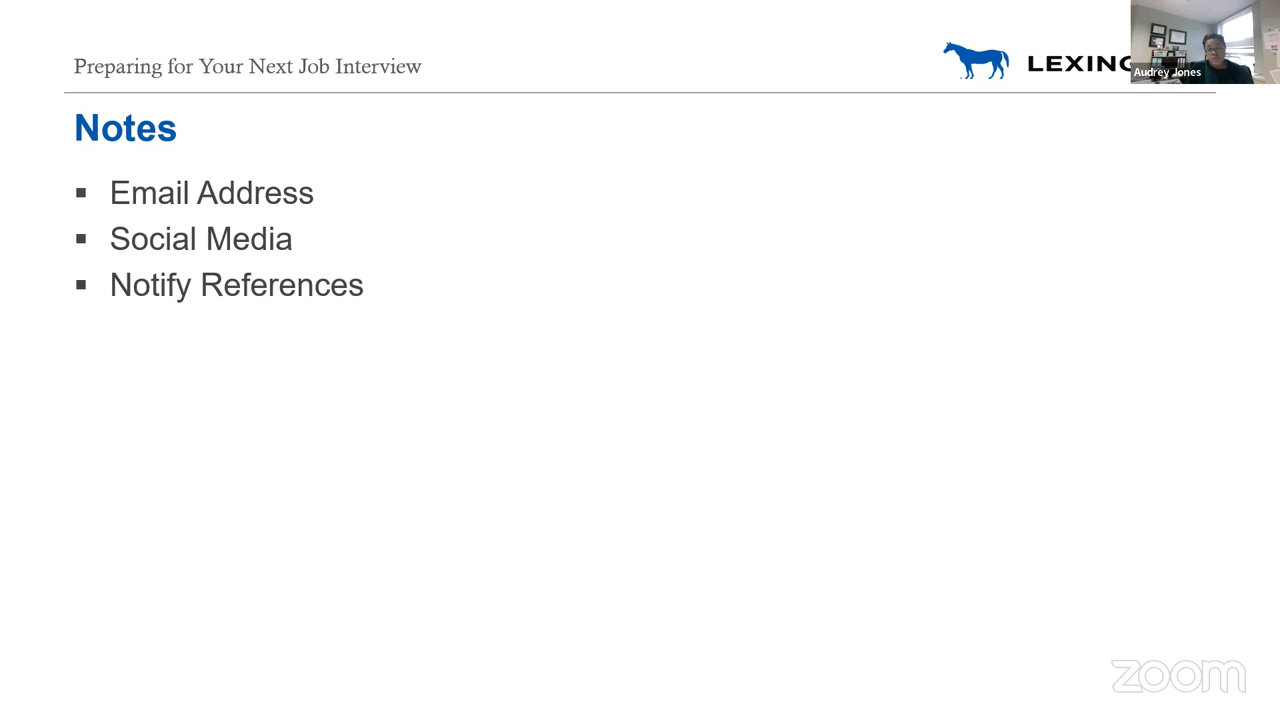 Preparing for Your Next Job Interview
LEXING
Audrey Jones
Notes
▪ Email Address
▪ Social Media
▪ Notify References
zoom